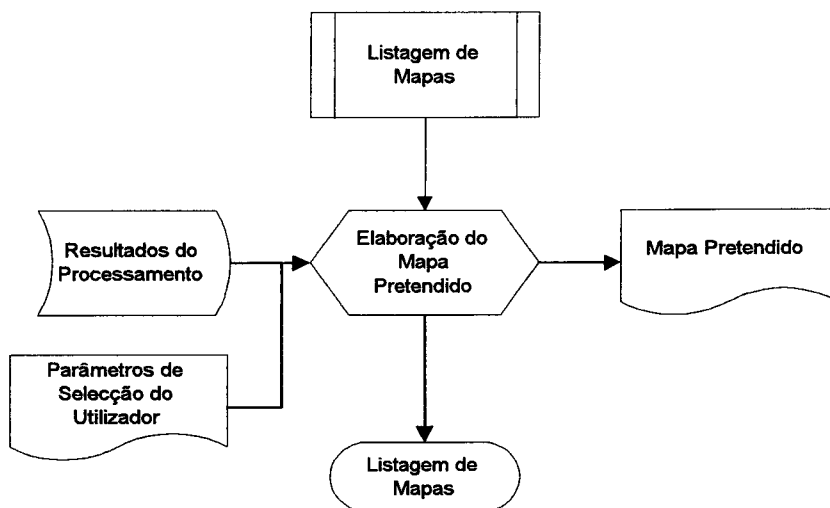 Listagem de
Mapas
Resultados do
Processamento
Elaboração do
Mapa
Pretendido
Mapa Pretendido
Parâmetros de
Selecção do
Utilizador
Listagem de
Mapas